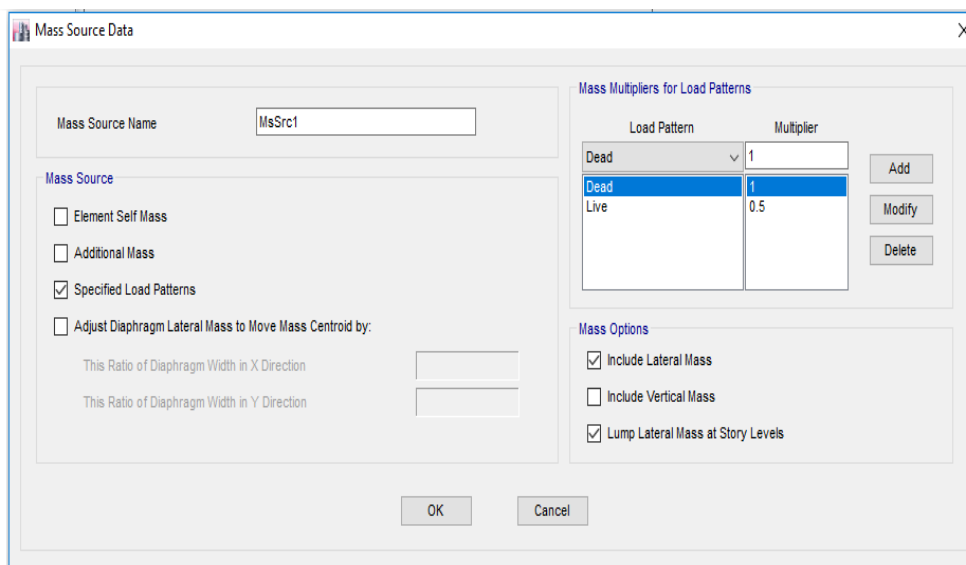 Mass Source Data
Mass Source Name
MsSrc1
Mass Source
Element Self Mass
Additional Mass
Specified Load Patterns
Adjust Diaphragm Lateral Mass to Move Mass Centroid by:
This Ratio of Diaphragm Width in X Direction
This Ratio of Diaphragm Width in Y Direction
Mass Multipliers for Load Patterns
Load Pattern Multiplier
Dead 1
Dead 1
Live 0.5
Add
Modify
Delete
Mass Options
Include Lateral Mass
Include Vertical Mass
Lump Lateral Mass at Story Levels
OK Cancel